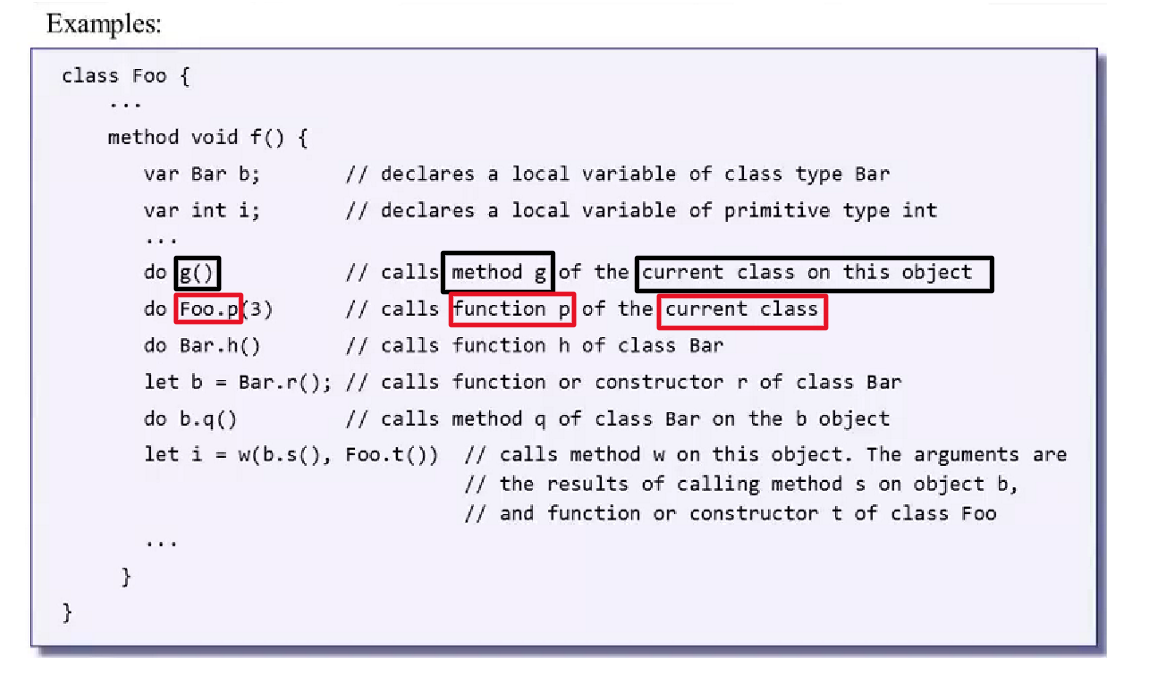 Examples:
class Foo {
...
method void f() {
var Bar b; // declares a local variable of class type Bar
var int i; // declares a local variable of primitive type int
...
do g() // calls method g of the current class on this object
do Foo.p(3) // calls function p of the current class
do Bar.h() // calls function h of class Bar
let b = Bar.r(); // calls function or constructor r of class Bar
do b.q() // calls method q of class Bar on the b object
let i = w(b.s(), Foo.t()) // calls method w on this object. The arguments are
// the results of calling method s on object b,
// and function or constructor t of class Foo
...
}
}